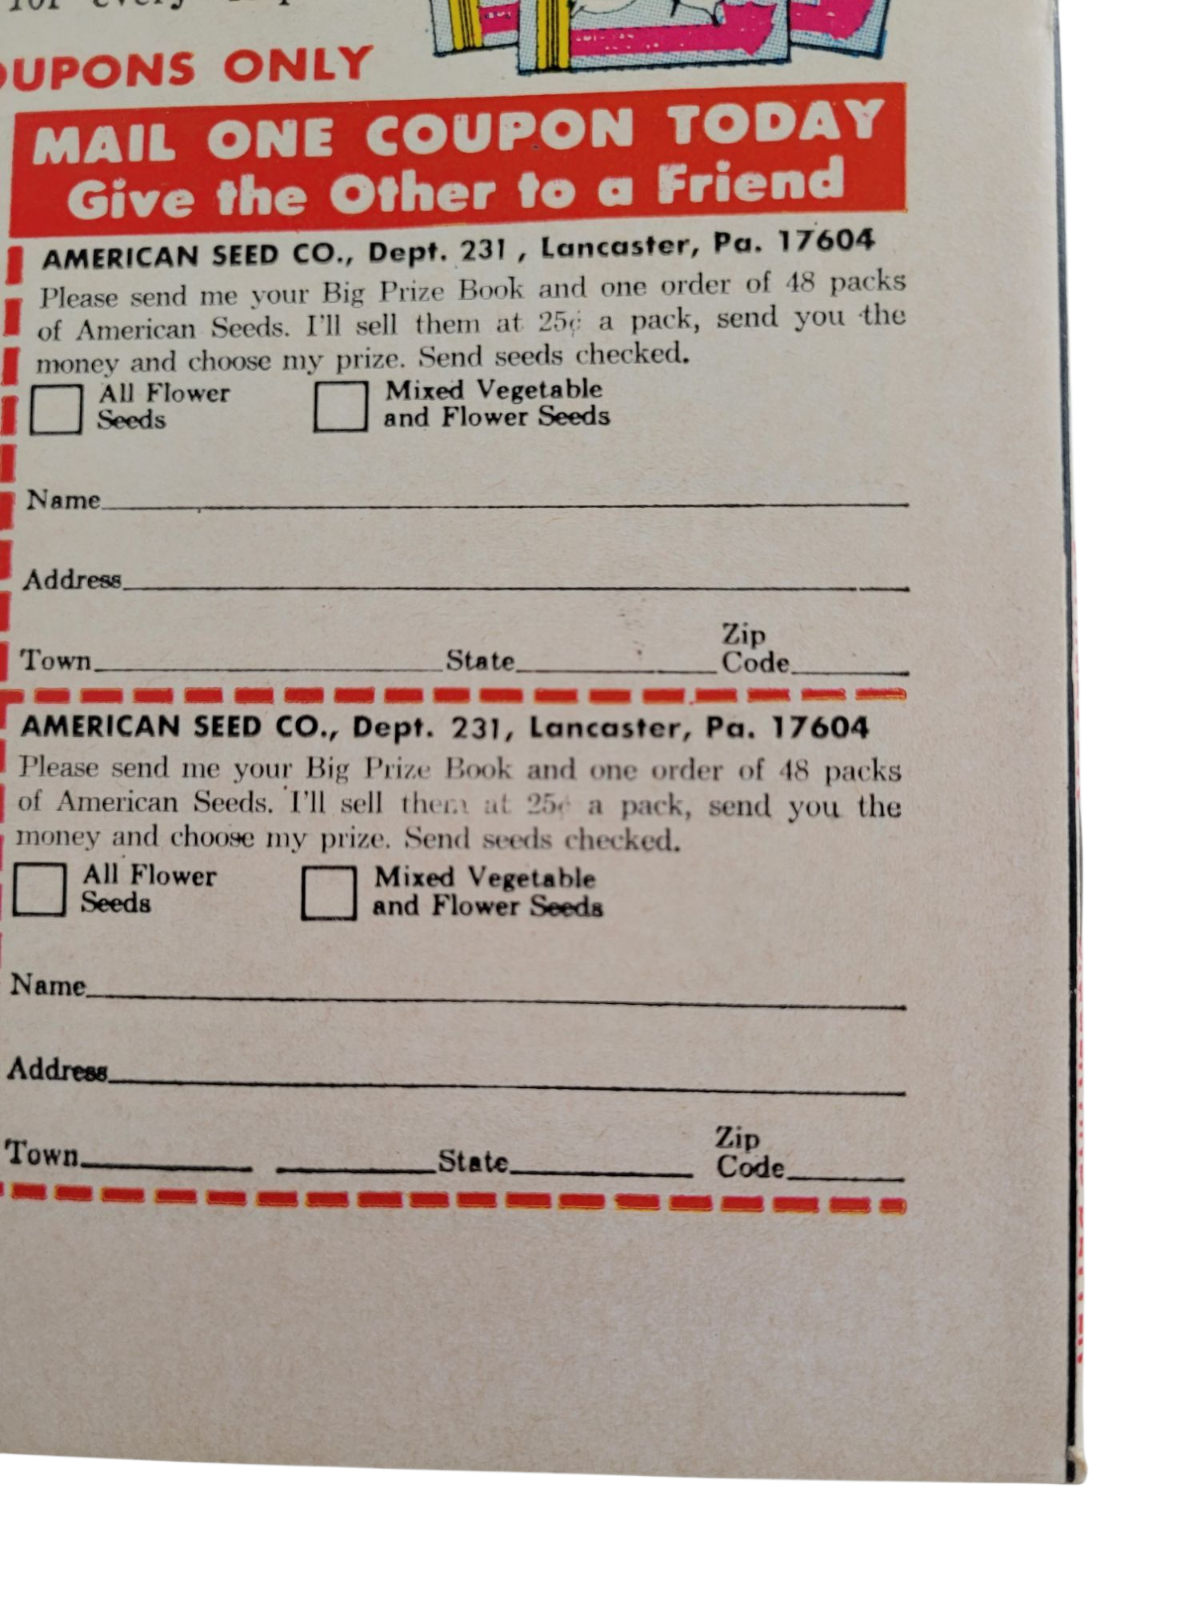 for every
OUPONS ONLY
MAIL ONE COUPON TODAY
Give the Other to a Friend
AMERICAN SEED CO., Dept. 231 , Lancaster, Pa. 17604
Please send me your Big Prize Book and one order of 48 packs
of American Seeds. I'll sell them at 25¢ a pack, send you the
money and choose my prize. Send seeds checked.
All Flower Seeds
Mixed Vegetable and Flower Seeds
Name
Address
Town State Zip Code
AMERICAN SEED CO., Dept. 231, Lancaster, Pa. 17604
Please send me your Big Prize Book and one order of 48 packs
of American Seeds. I'll sell them at 25¢ a pack, send you the
money and choose my prize. Send seeds checked.
All Flower Seeds
Mixed Vegetable and Flower Seeds
Name
Address
Town State Zip Code